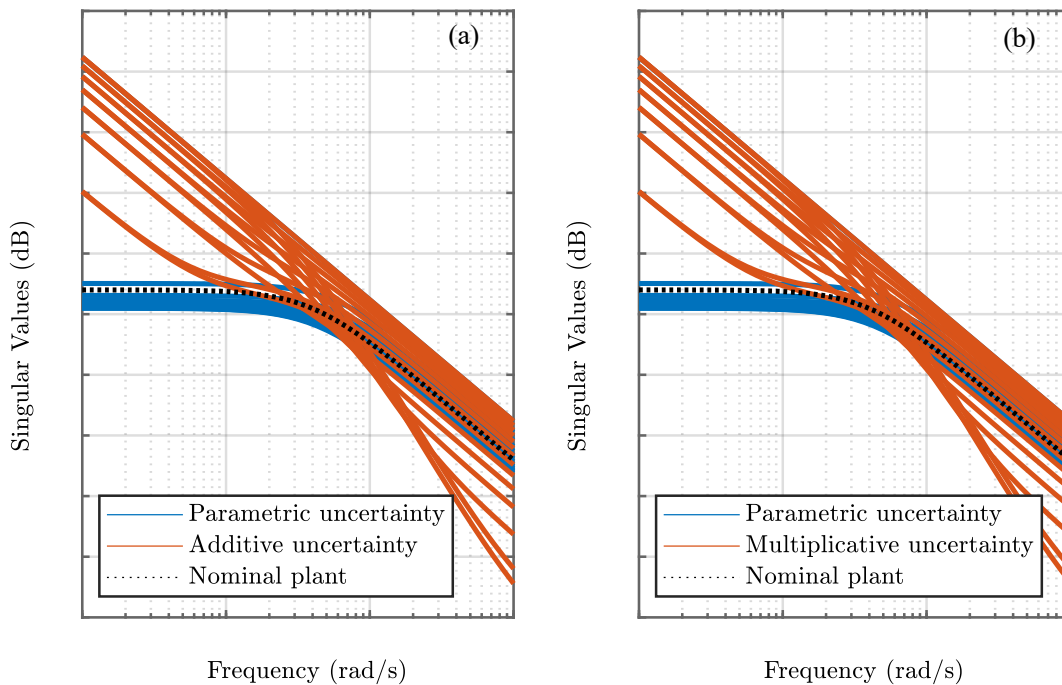 (a)
Singular Values (dB)
Parametric uncertainty
Additive uncertainty
Nominal plant
Frequency (rad/s)
(b)
Singular Values (dB)
Parametric uncertainty
Multiplicative uncertainty
Nominal plant
Frequency (rad/s)